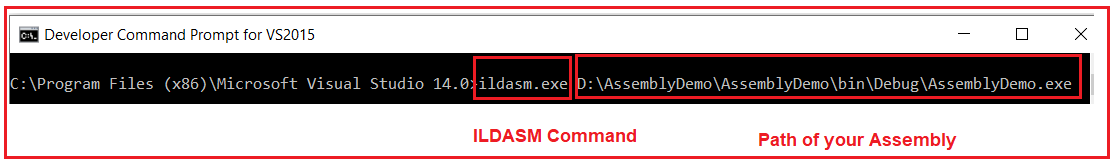 Developer Command Prompt for VS2015
C:\Program Files (x86)\Microsoft Visual Studio 14.0>ildasm.exe D:\AssemblyDemo\AssemblyDemo\bin\Debug\AssemblyDemo.exe
ILDASM Command
Path of your Assembly